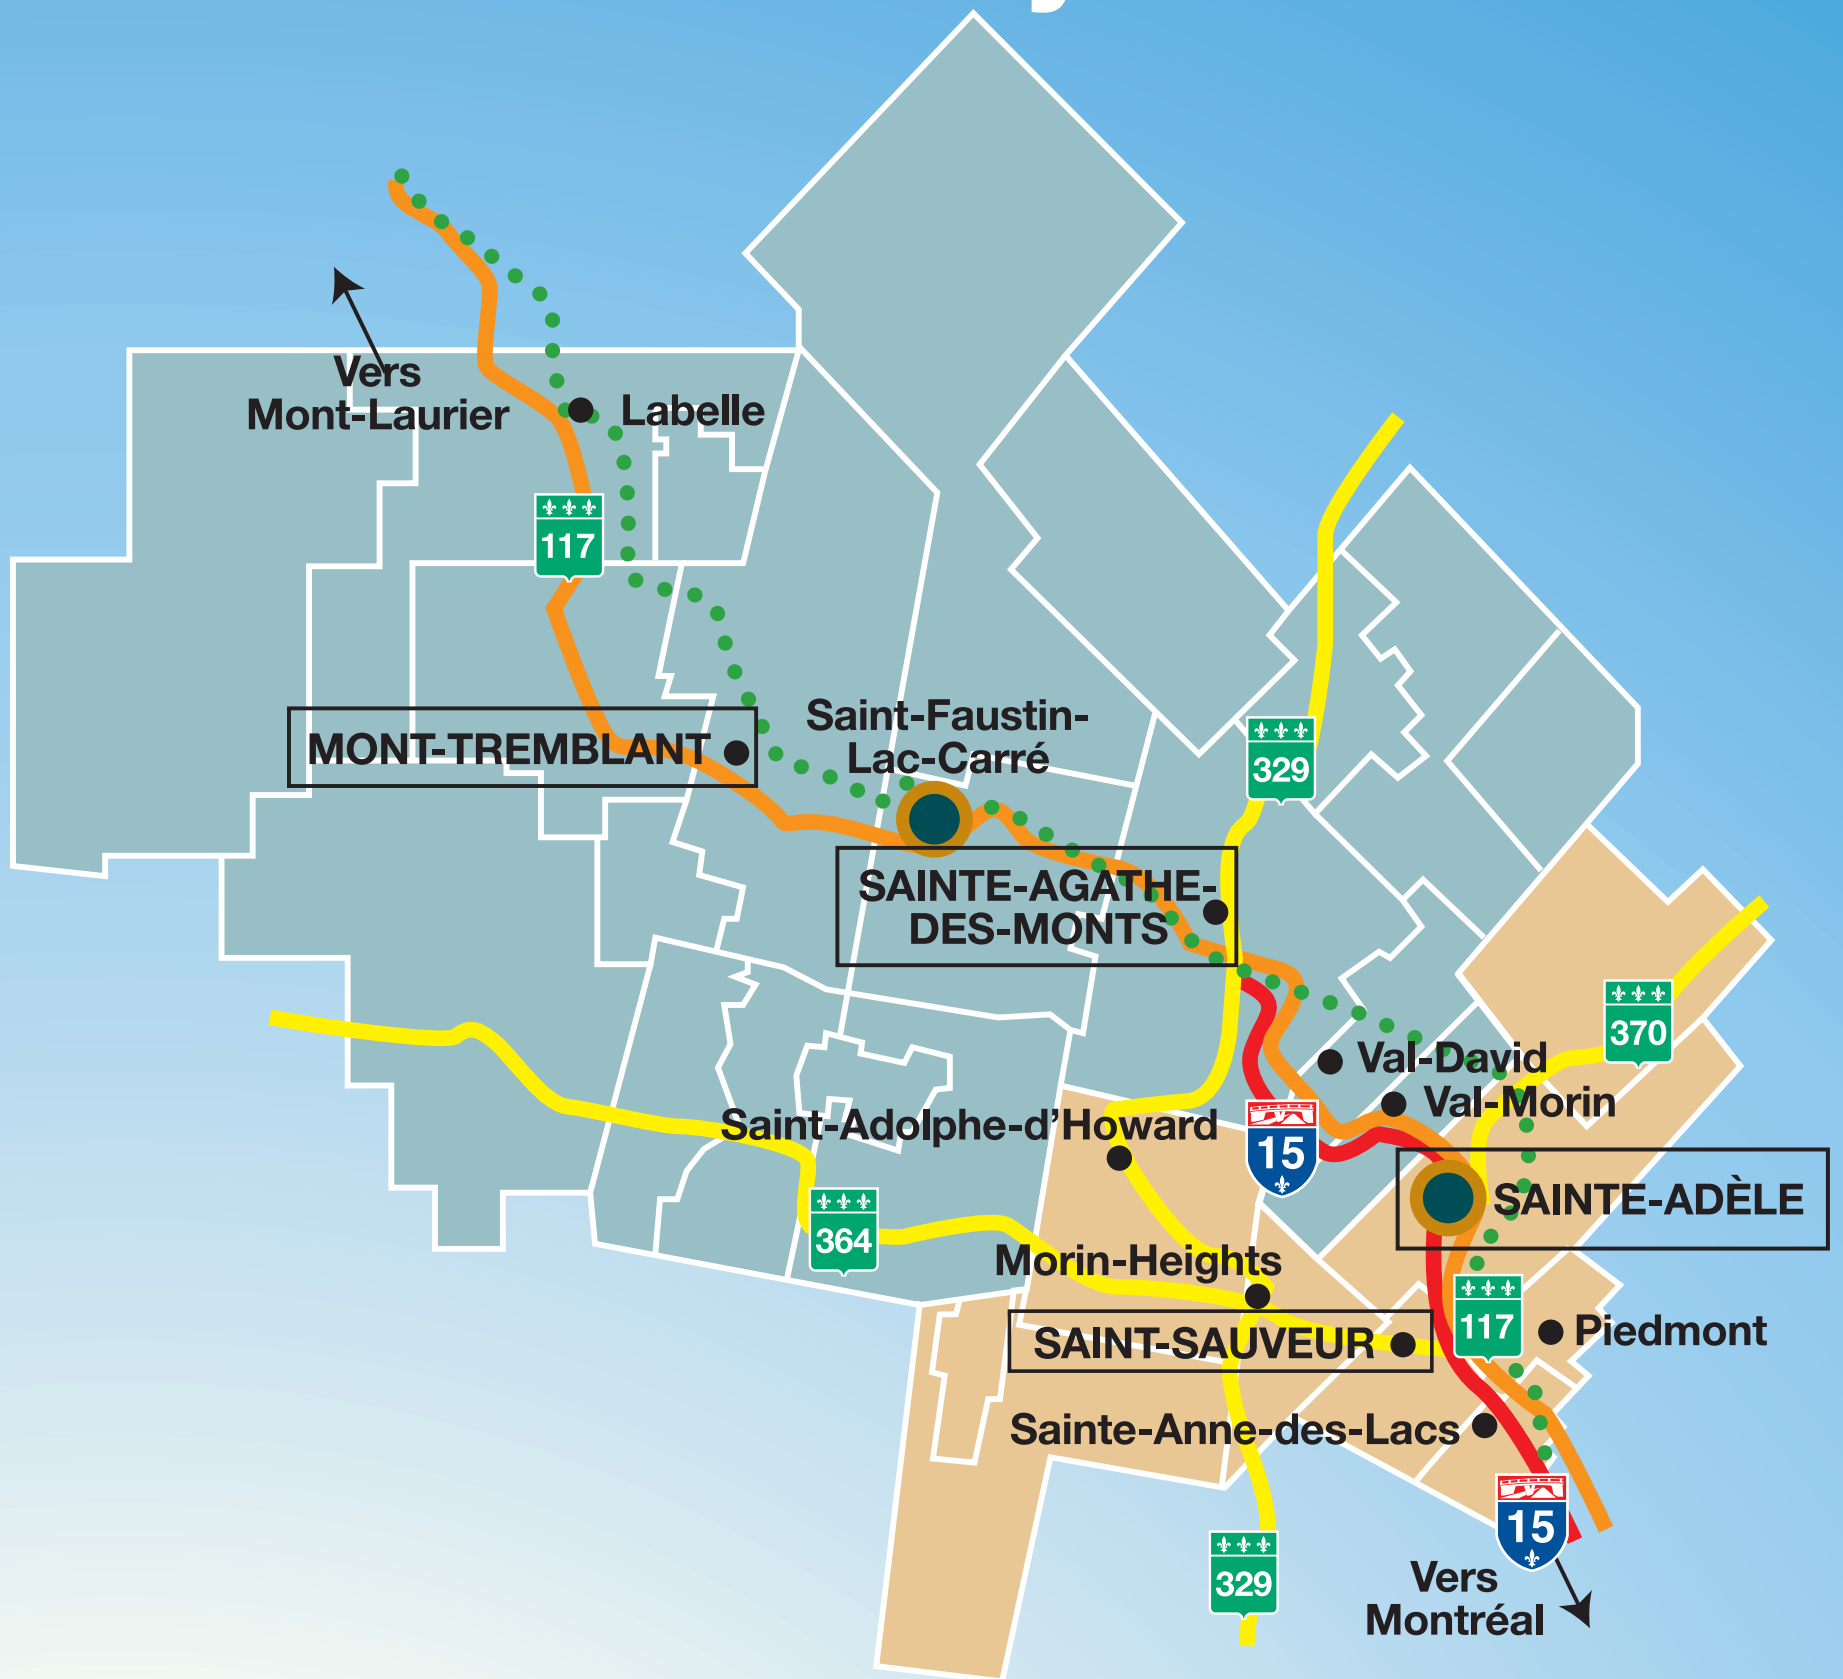 Vers
Mont-Laurier
Labelle
117
MONT-TREMBLANT
Saint-Faustin-
Lac-Carré
329
SAINTE-AGATHE-
DES-MONTS
370
Val-David
Val-Morin
Saint-Adolphe-d'Howard
15
SAINTE-ADÈLE
364
Morin-Heights
117
SAINT-SAUVEUR
Piedmont
Sainte-Anne-des-Lacs
15
329
Vers
Montréal